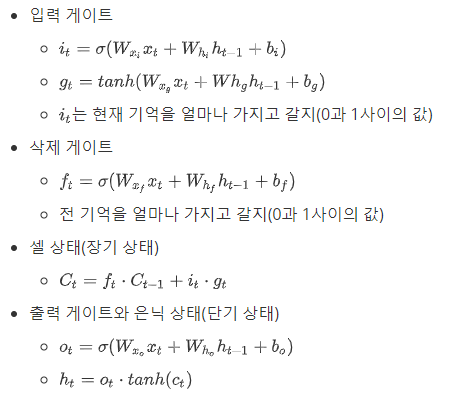 입력 게이트
$i_t = \sigma(W_{x_i} x_t + W_{h_i} h_{t-1} + b_i)$
$g_t = tanh(W_{x_g} x_t + Wh_g h_{t-1} + b_g)$
$i_t$는 현재 기억을 얼마나 가지고 갈지(0과 1사이의 값)
삭제 게이트
$f_t = \sigma(W_{x_f} x_t + W_{h_f} h_{t-1} + b_f)$
전 기억을 얼마나 가지고 갈지(0과 1사이의 값)
셀 상태(장기 상태)
$C_t = f_t \cdot C_{t-1} + i_t \cdot g_t$
출력 게이트와 은닉 상태(단기 상태)
$o_t = \sigma(W_{x_o} x_t + W_{h_o} h_{t-1} + b_o)$
$h_t = o_t \cdot tanh(c_t)$